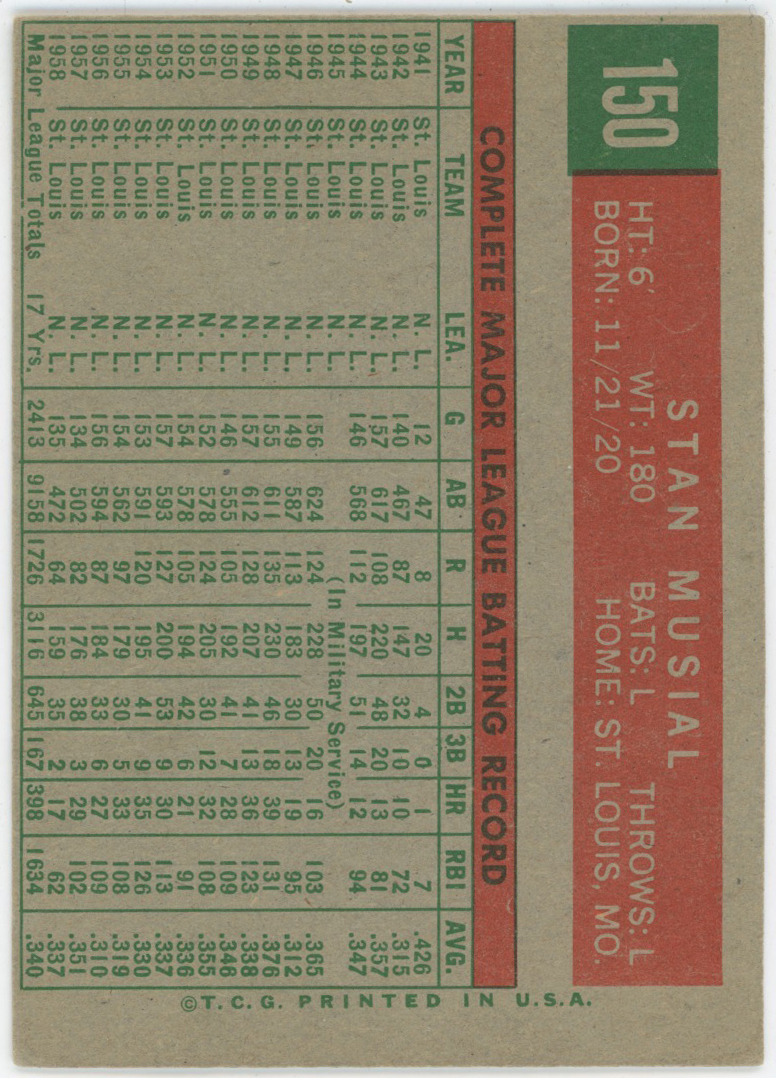 150
STAN MUSIAL
HT: 6' WT: 180 BATS: L THROWS: L
BORN: 11/21/20 HOME: ST. LOUIS, MO.
COMPLETE MAJOR LEAGUE BATTING RECORD
YEAR TEAM LEA. G AB R H 2B 3B HR RBI AVG.
1941 St. Louis N. L. 12 47 8 20 4 0 1 7 .426
1942 St. Louis N. L. 140 467 87 147 32 10 10 72 .315
1943 St. Louis N. L. 157 617 108 220 48 20 13 81 .357
1944 St. Louis N. L. 146 568 112 197 51 14 12 94 .347
1945 St. Louis N. L. (In Military Service)
1946 St. Louis N. L. 156 624 124 228 50 20 16 103 .365
1947 St. Louis N. L. 149 587 113 183 30 13 19 95 .312
1948 St. Louis N. L. 155 611 135 230 46 18 39 131 .376
1949 St. Louis N. L. 157 612 128 207 41 13 36 123 .338
1950 St. Louis N. L. 146 555 105 192 41 7 28 109 .346
1951 St. Louis N. L. 152 578 124 205 30 12 32 108 .355
1952 St. Louis N. L. 154 578 105 194 42 6 21 91 .336
1953 St. Louis N. L. 157 593 127 200 53 9 30 113 .337
1954 St. Louis N. L. 153 591 120 195 41 9 35 126 .330
1955 St. Louis N. L. 154 562 97 179 30 5 33 108 .319
1956 St. Louis N. L. 156 594 87 184 33 6 27 109 .310
1957 St. Louis N. L. 134 502 82 176 38 3 29 102 .351
1958 St. Louis N. L. 135 472 64 159 35 2 17 62 .337
Major League Totals 17 Yrs. 2413 9158 1726 3116 645 167 398 1634 .340
©T.C.G. PRINTED IN U.S.A.